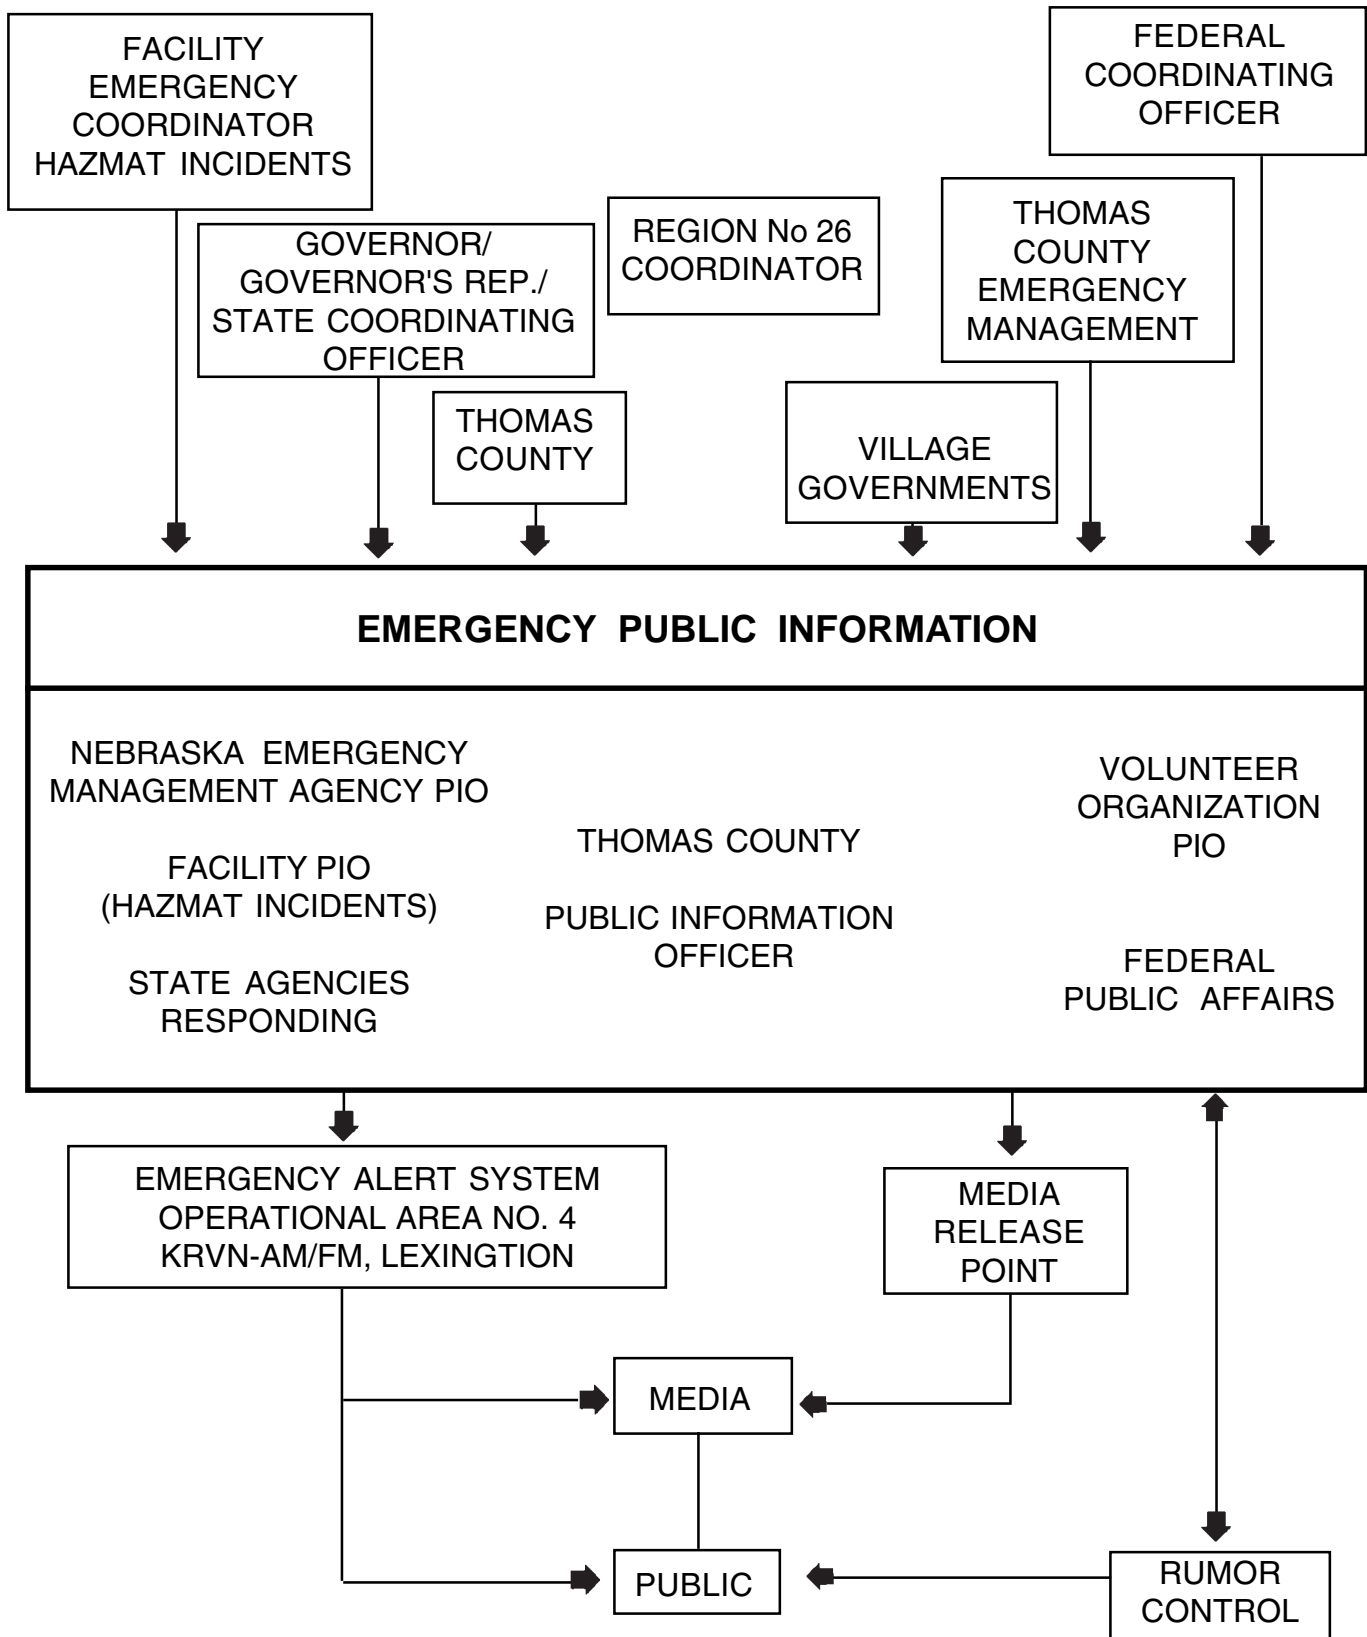 FACILITY
EMERGENCY
COORDINATOR
HAZMAT INCIDENTS
FEDERAL
COORDINATING
OFFICER
GOVERNOR/
GOVERNOR'S REP./
STATE COORDINATING
OFFICER
REGION No 26
COORDINATOR
THOMAS
COUNTY
EMERGENCY
MANAGEMENT
THOMAS
COUNTY
VILLAGE
GOVERNMENTS
EMERGENCY PUBLIC INFORMATION
NEBRASKA EMERGENCY
MANAGEMENT AGENCY PIO
FACILITY PIO
(HAZMAT INCIDENTS)
STATE AGENCIES
RESPONDING
THOMAS COUNTY
PUBLIC INFORMATION
OFFICER
VOLUNTEER
ORGANIZATION
PIO
FEDERAL
PUBLIC AFFAIRS
EMERGENCY ALERT SYSTEM
OPERATIONAL AREA NO. 4
KRVN-AM/FM, LEXINGTION
MEDIA
RELEASE
POINT
MEDIA
PUBLIC
RUMOR
CONTROL